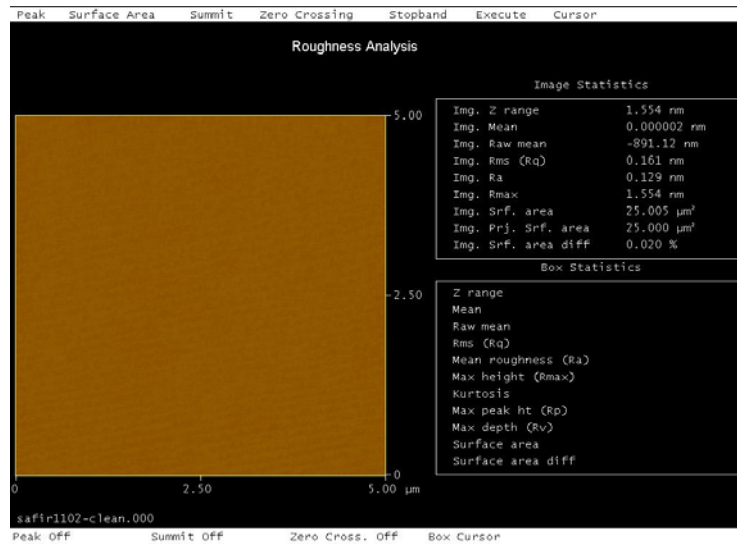 Peak Surface Area Summit Zero Crossing Stopband Execute Cursor
Roughness Analysis
Image Statistics
Img. Z range 1.554 nm
Img. Mean 0.000002 nm
Img. Raw mean -891.12 nm
Img. Rms (Rq) 0.161 nm
Img. Ra 0.129 nm
Img. Rmax 1.554 nm
Img. Srf. area 25.005 µm²
Img. Prj. Srf. area 25.000 µm²
Img. Srf. area diff 0.020 %
Box Statistics
Z range
Mean
Raw mean
Rms (Rq)
Mean roughness (Ra)
Max height (Rmax)
Kurtosis
Max peak ht (Rp)
Max depth (Rv)
Surface area
Surface area diff
5.00
2.50
0
0 2.50 5.00 µm
safir1102-clean.000
Peak Off Summit Off Zero Cross. Off Box Cursor